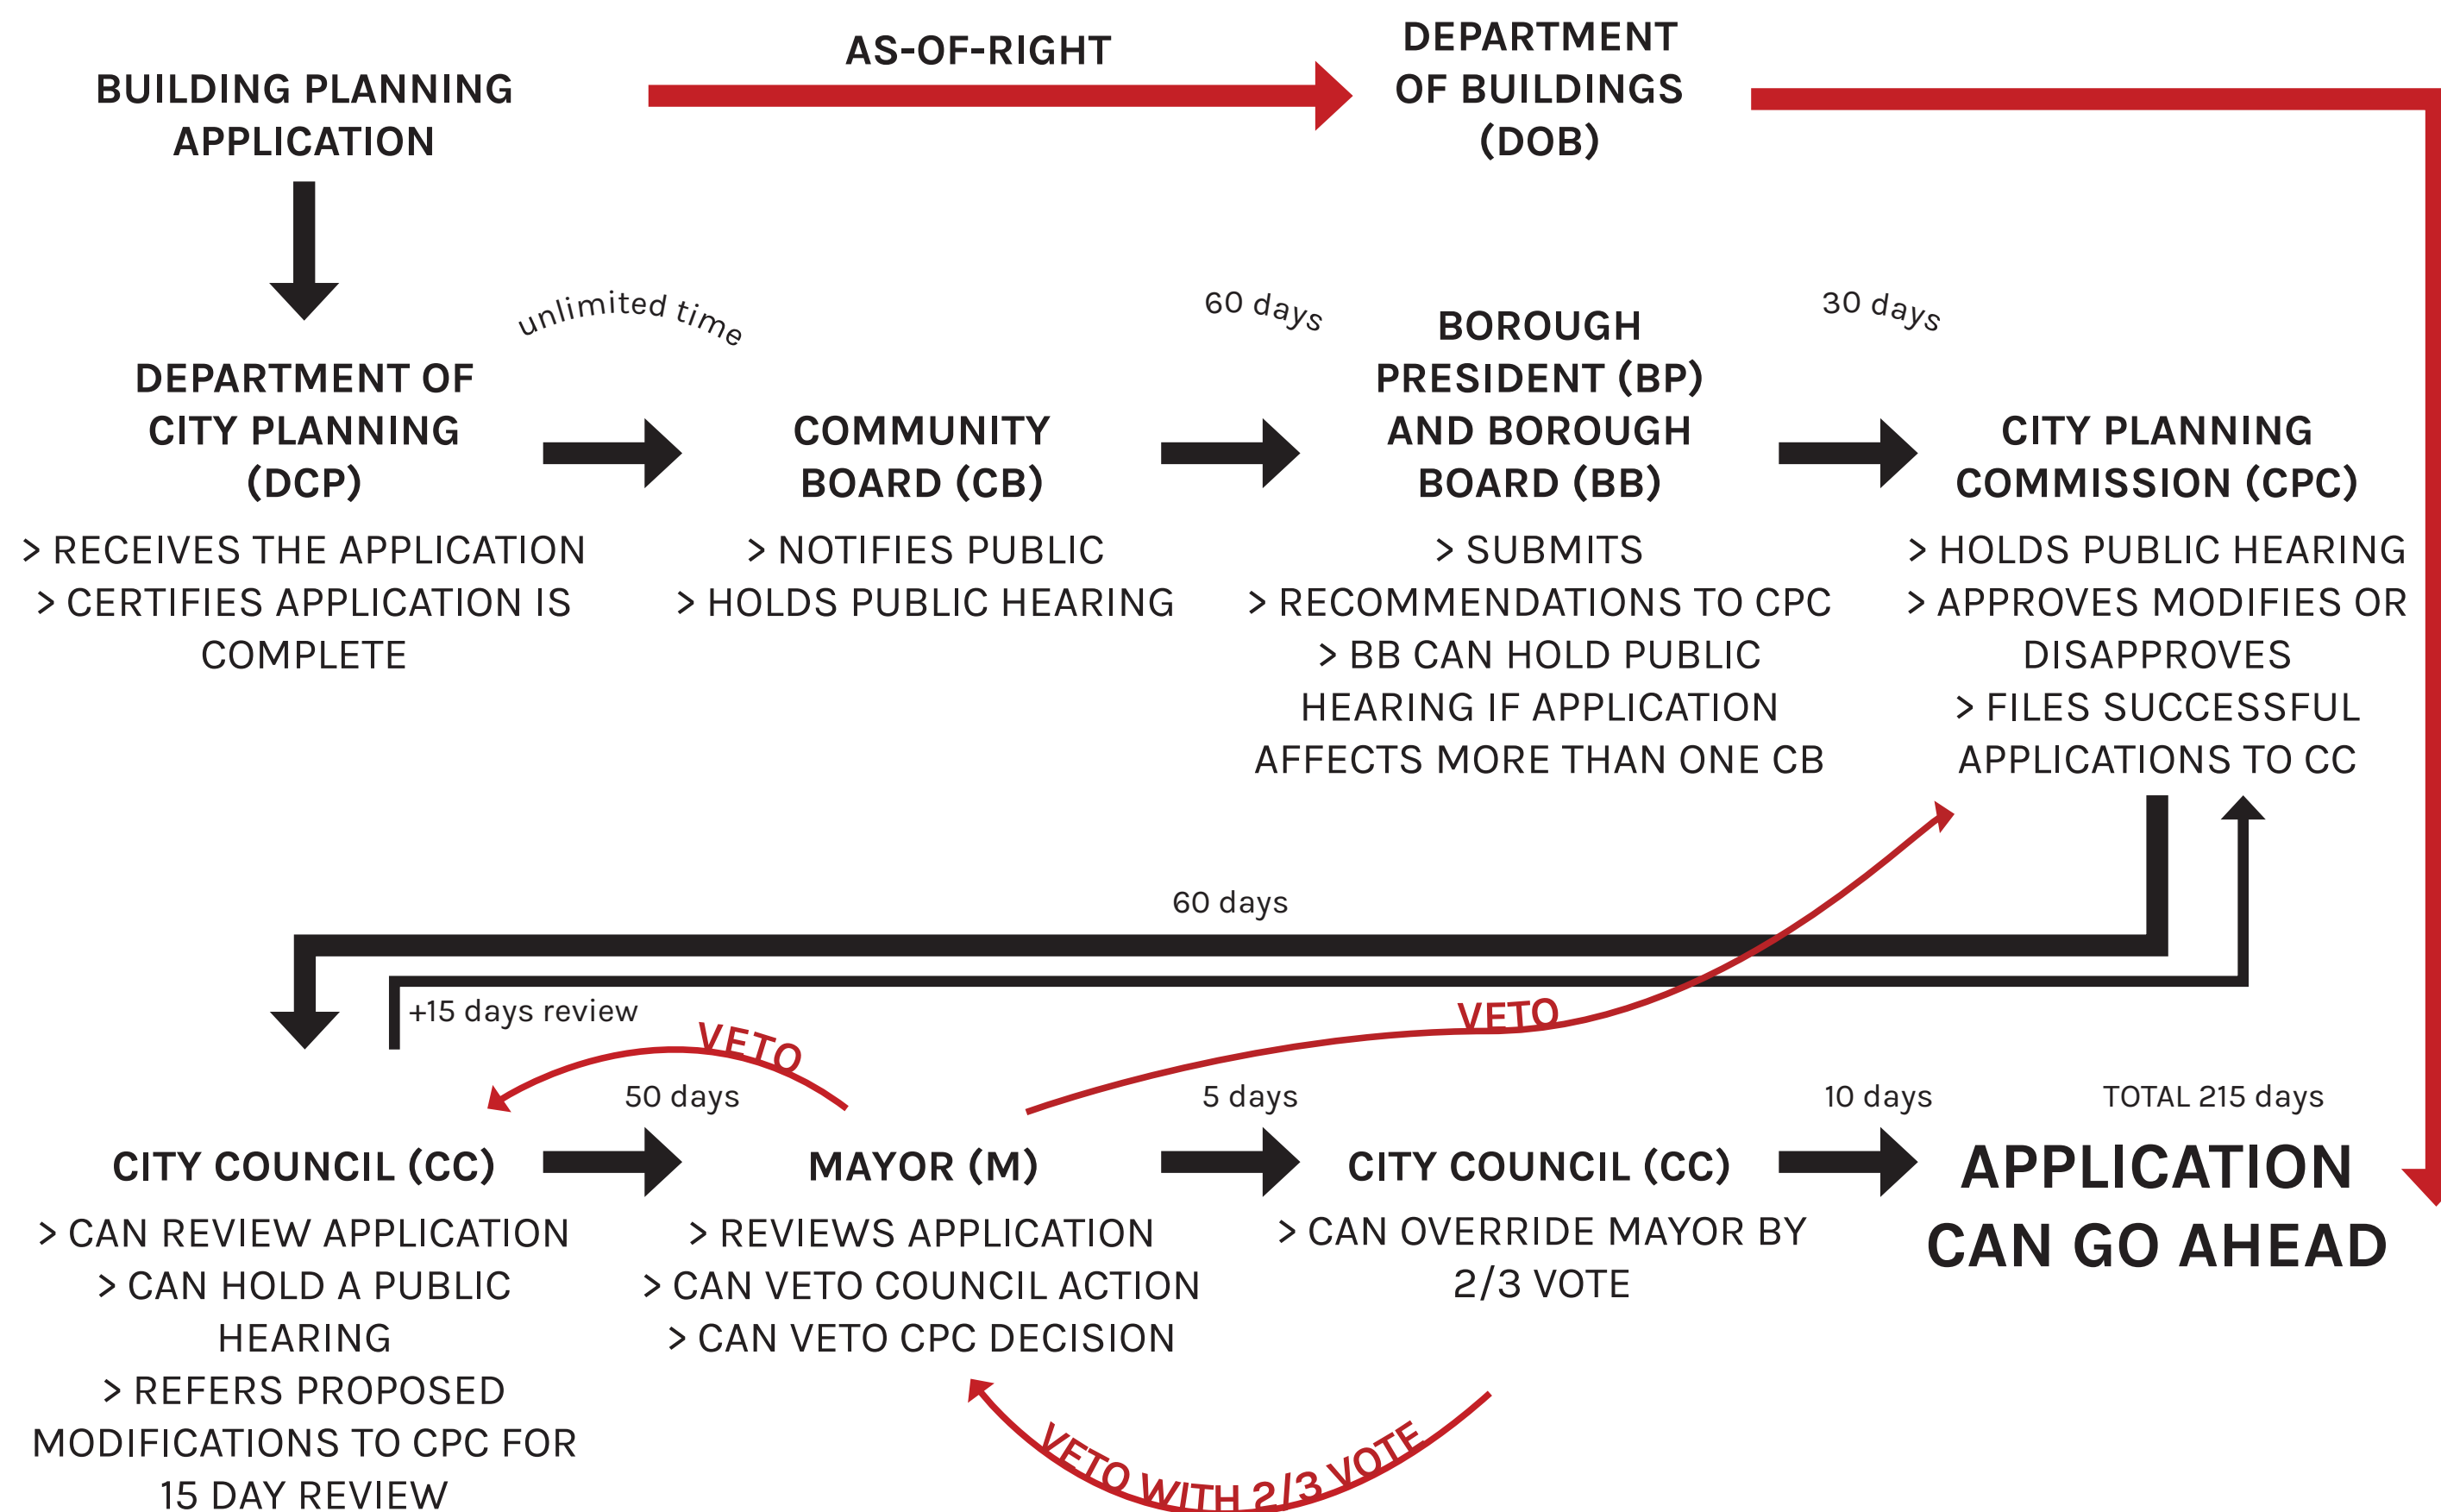 AS-OF-RIGHT
BUILDING PLANNING
APPLICATION
DEPARTMENT
OF BUILDINGS
(DOB)
unlimited time
60 days
30 days
DEPARTMENT OF
CITY PLANNING
(DCP)
> RECEIVES THE APPLICATION
> CERTIFIES APPLICATION IS
COMPLETE
COMMUNITY
BOARD (CB)
> NOTIFIES PUBLIC
> HOLDS PUBLIC HEARING
BOROUGH
PRESIDENT (BP)
AND BOROUGH
BOARD (BB)
> SUBMITS
> RECOMMENDATIONS TO CPC
> BB CAN HOLD PUBLIC
HEARING IF APPLICATION
AFFECTS MORE THAN ONE CB
CITY PLANNING
COMMISSION (CPC)
> HOLDS PUBLIC HEARING
> APPROVES MODIFIES OR
DISAPPROVES
> FILES SUCCESSFUL
APPLICATIONS TO CC
60 days
+15 days review
VETO
VETO
50 days
5 days
10 days
TOTAL 215 days
CITY COUNCIL (CC)
> CAN REVIEW APPLICATION
> CAN HOLD A PUBLIC
HEARING
> REFERS PROPOSED
MODIFICATIONS TO CPC FOR
15 DAY REVIEW
MAYOR (M)
> REVIEWS APPLICATION
> CAN VETO COUNCIL ACTION
> CAN VETO CPC DECISION
CITY COUNCIL (CC)
> CAN OVERRIDE MAYOR BY
2/3 VOTE
APPLICATION
CAN GO AHEAD
VETO WITH 2/3 VOTE